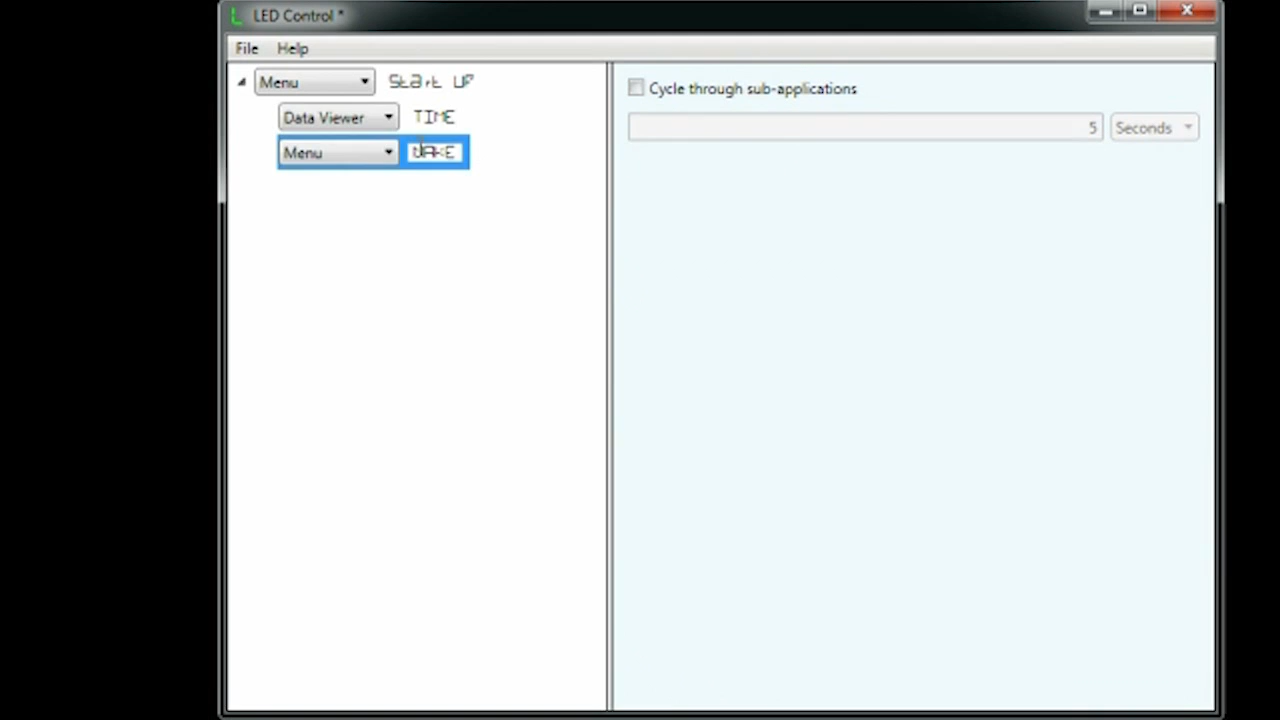 LED Control *
File Help
Menu Start UP
Data Viewer TIME
Menu
Cycle through sub-applications
5 Seconds